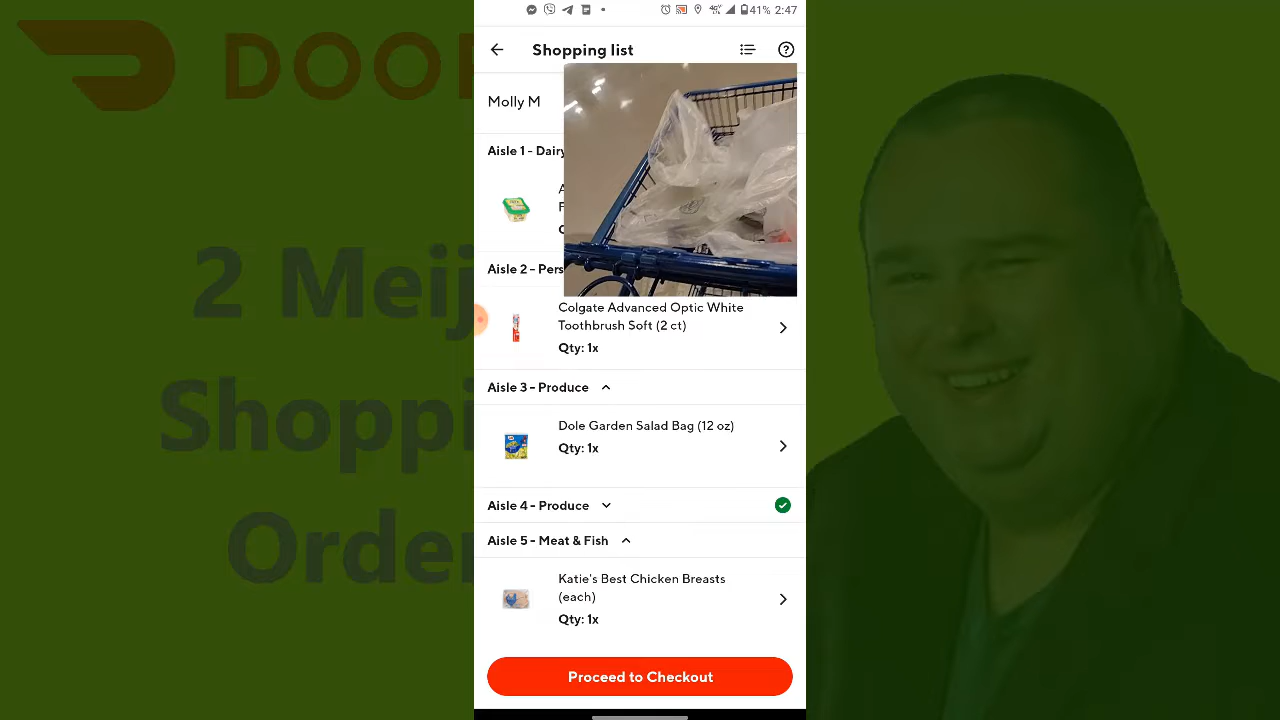 41% 2:47
DOOR
Shopping list
Molly M
Aisle 1 - Dairy
Aisle 2 - Pers
Colgate Advanced Optic White
Toothbrush Soft (2 ct)
Qty: 1x
Aisle 3 - Produce
Dole Garden Salad Bag (12 oz)
Qty: 1x
Aisle 4 - Produce
Aisle 5 - Meat & Fish
Katie's Best Chicken Breasts
(each)
Qty: 1x
Proceed to Checkout
2 Meij
Shoppi
Orde